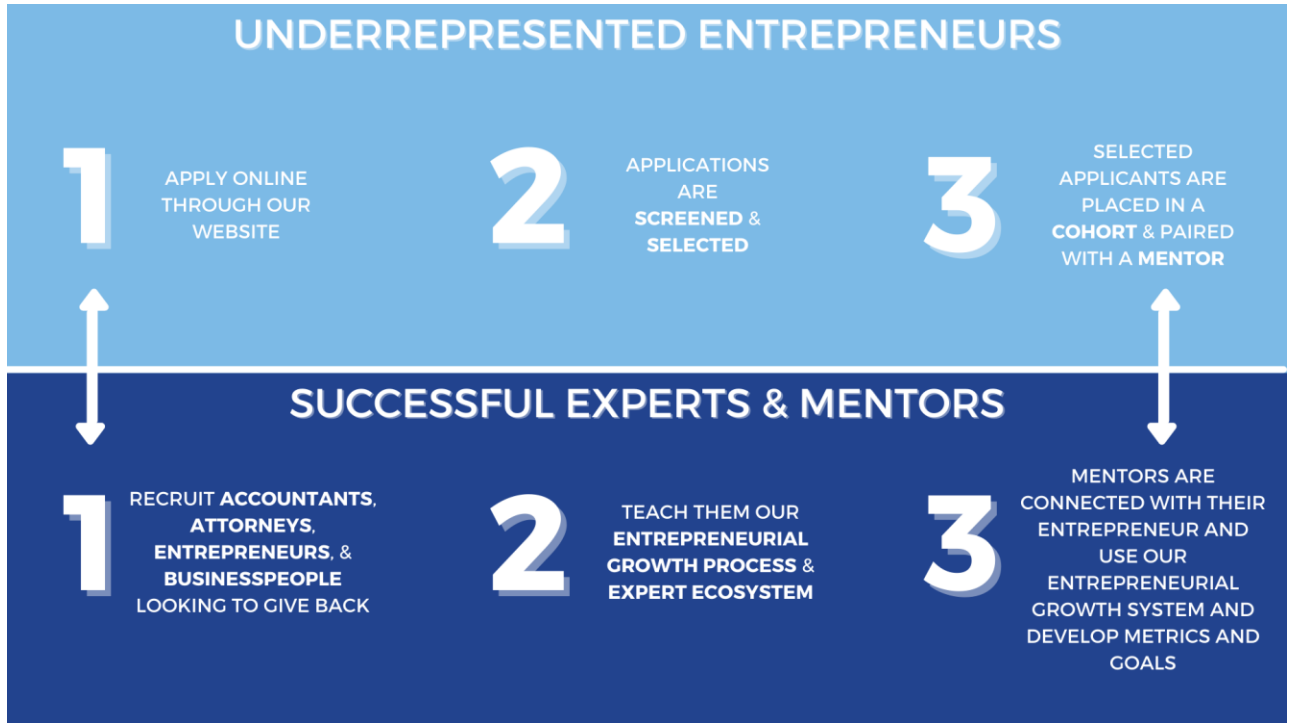 UNDERREPRESENTED ENTREPRENEURS
1
APPLY ONLINE
THROUGH OUR
WEBSITE
2
APPLICATIONS
ARE
SCREENED &
SELECTED
3
SELECTED
APPLICANTS ARE
PLACED IN A
COHORT & PAIRED
WITH A MENTOR
SUCCESSFUL EXPERTS & MENTORS
1
RECRUIT ACCOUNTANTS,
ATTORNEYS,
ENTREPRENEURS, &
BUSINESSPEOPLE
LOOKING TO GIVE BACK
2
TEACH THEM OUR
ENTREPRENEURIAL
GROWTH PROCESS &
EXPERT ECOSYSTEM
3
MENTORS ARE
CONNECTED WITH THEIR
ENTREPRENEUR AND
USE OUR
ENTREPRENEURIAL
GROWTH SYSTEM AND
DEVELOP METRICS AND
GOALS